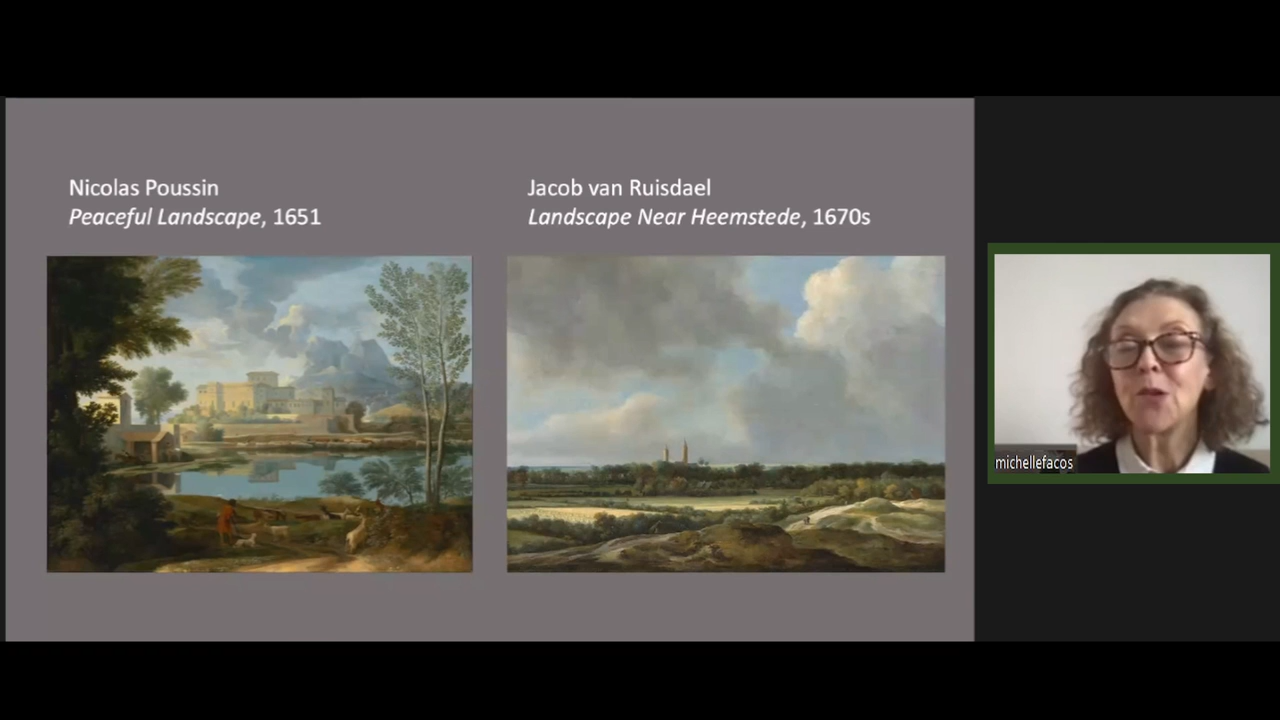 Nicolas Poussin
Peaceful Landscape, 1651
Jacob van Ruisdael
Landscape Near Heemstede, 1670s
michellefacos